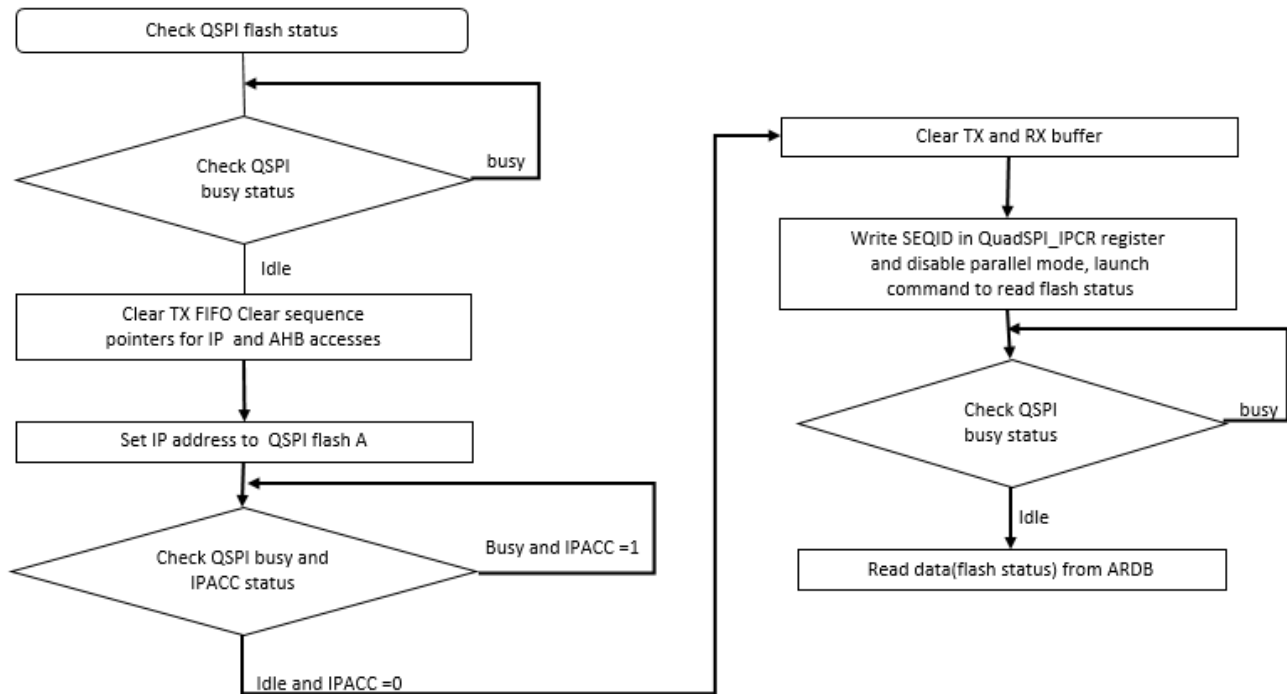 Check QSPI flash status
Check QSPI
busy status
busy
Idle
Clear TX FIFO Clear sequence
pointers for IP and AHB accesses
Set IP address to QSPI flash A
Check QSPI busy and
IPACC status
Busy and IPACC =1
Idle and IPACC =0
Clear TX and RX buffer
Write SEQID in QuadSPI_IPCR register
and disable parallel mode, launch
command to read flash status
Check QSPI
busy status
busy
Idle
Read data(flash status) from ARDB